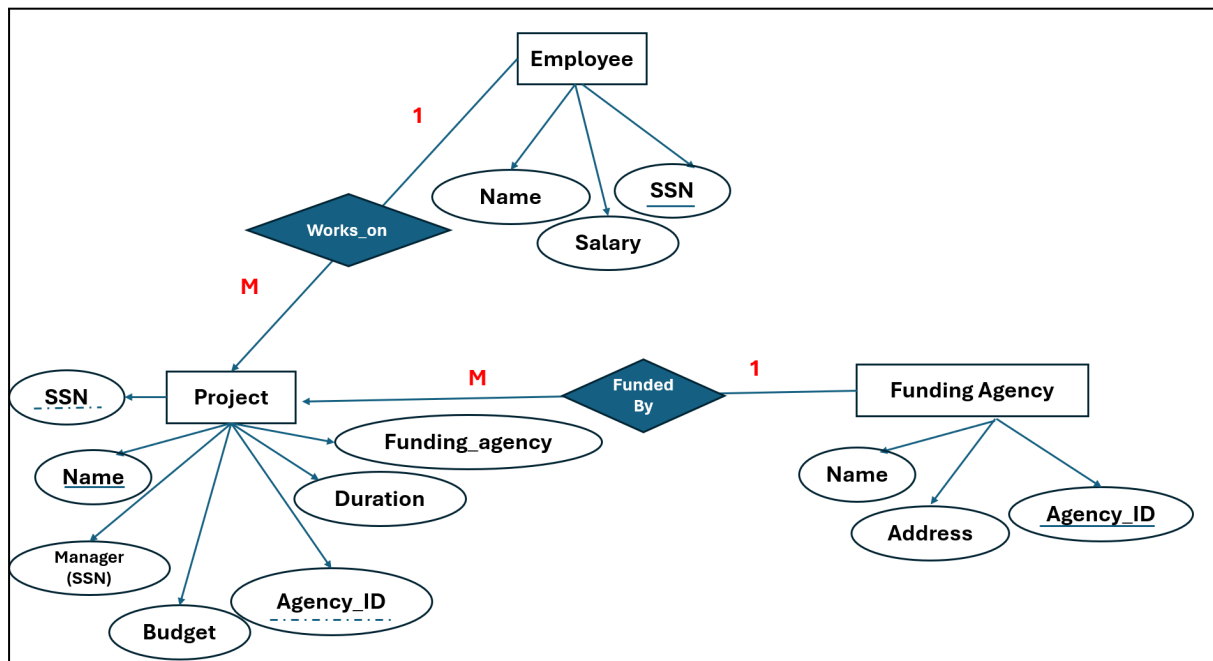 Employee
1
Name
SSN
Salary
Works_on
M
SSN
Project
M
Funded
By
1
Funding Agency
Name
Funding_agency
Duration
Manager
(SSN)
Budget
Agency_ID
Name
Address
Agency_ID